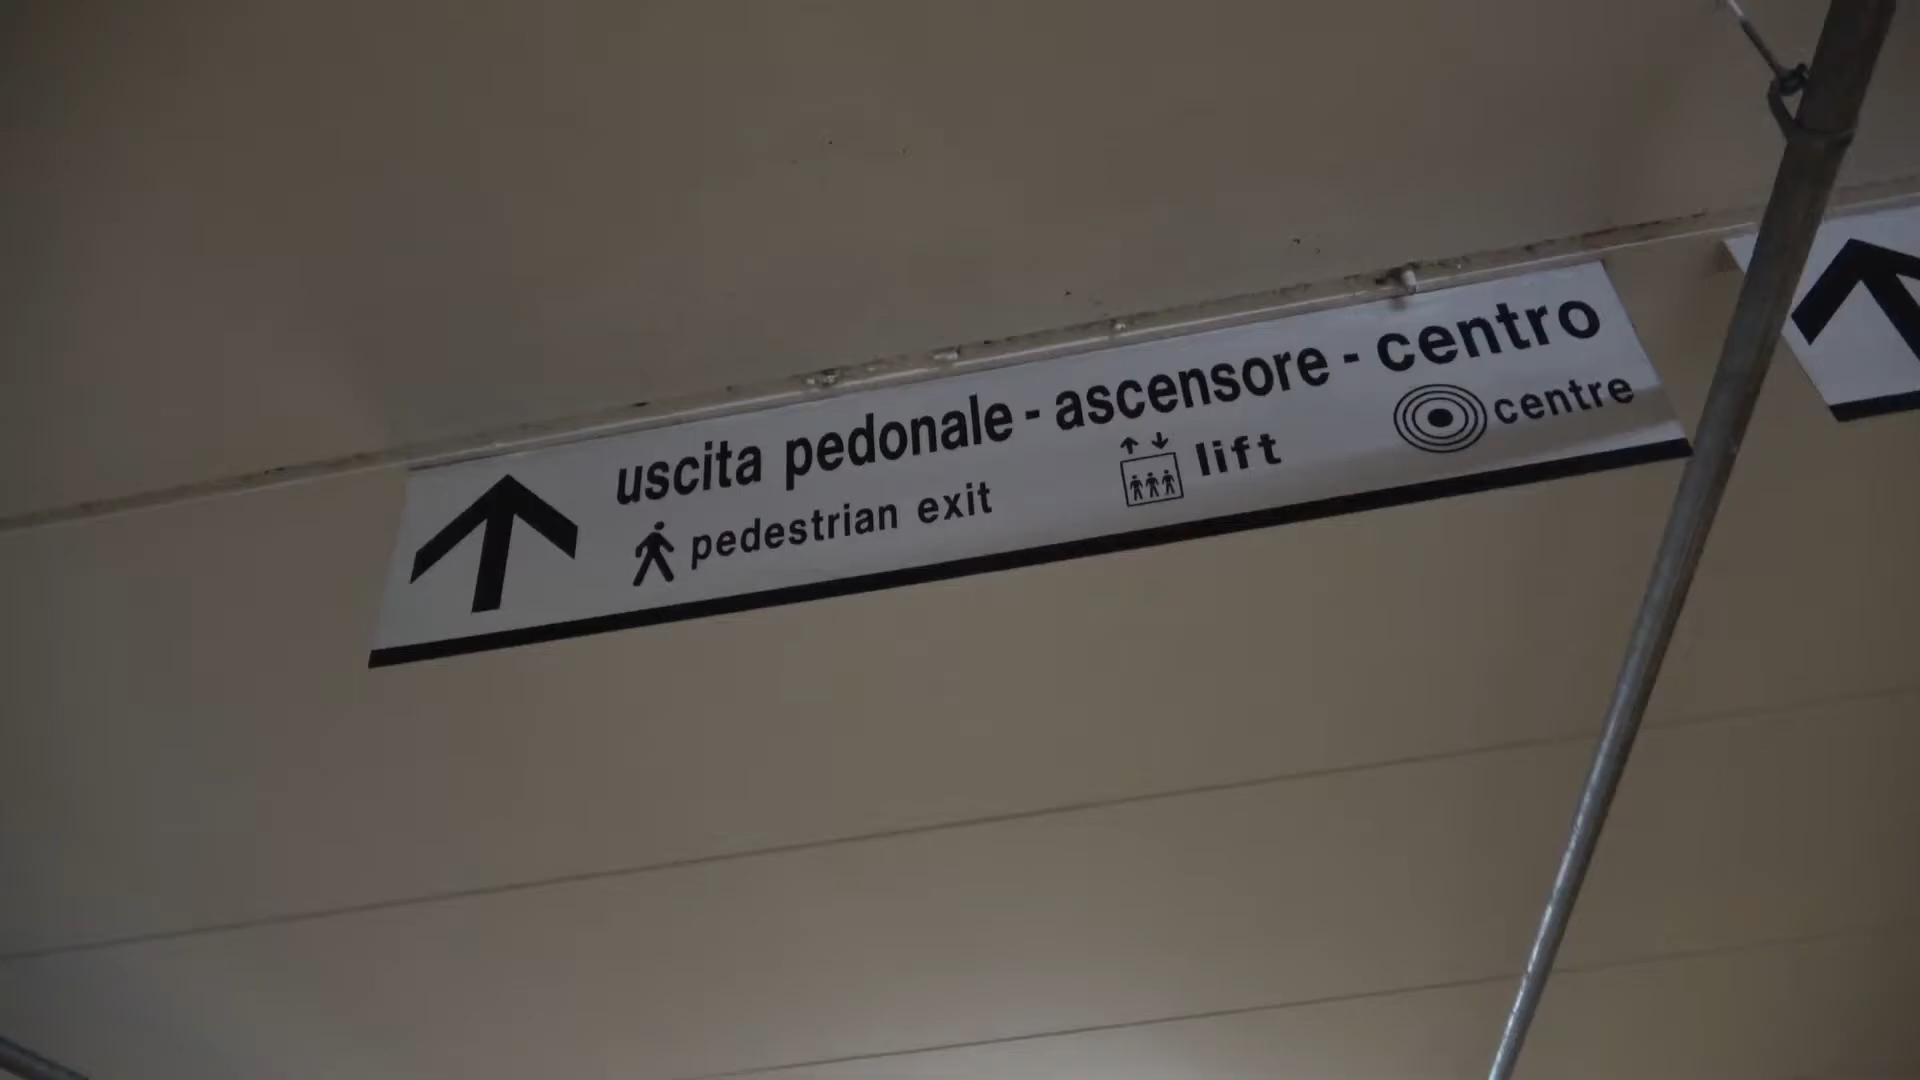 uscita pedonale - ascensore - centro
pedestrian exit lift centre